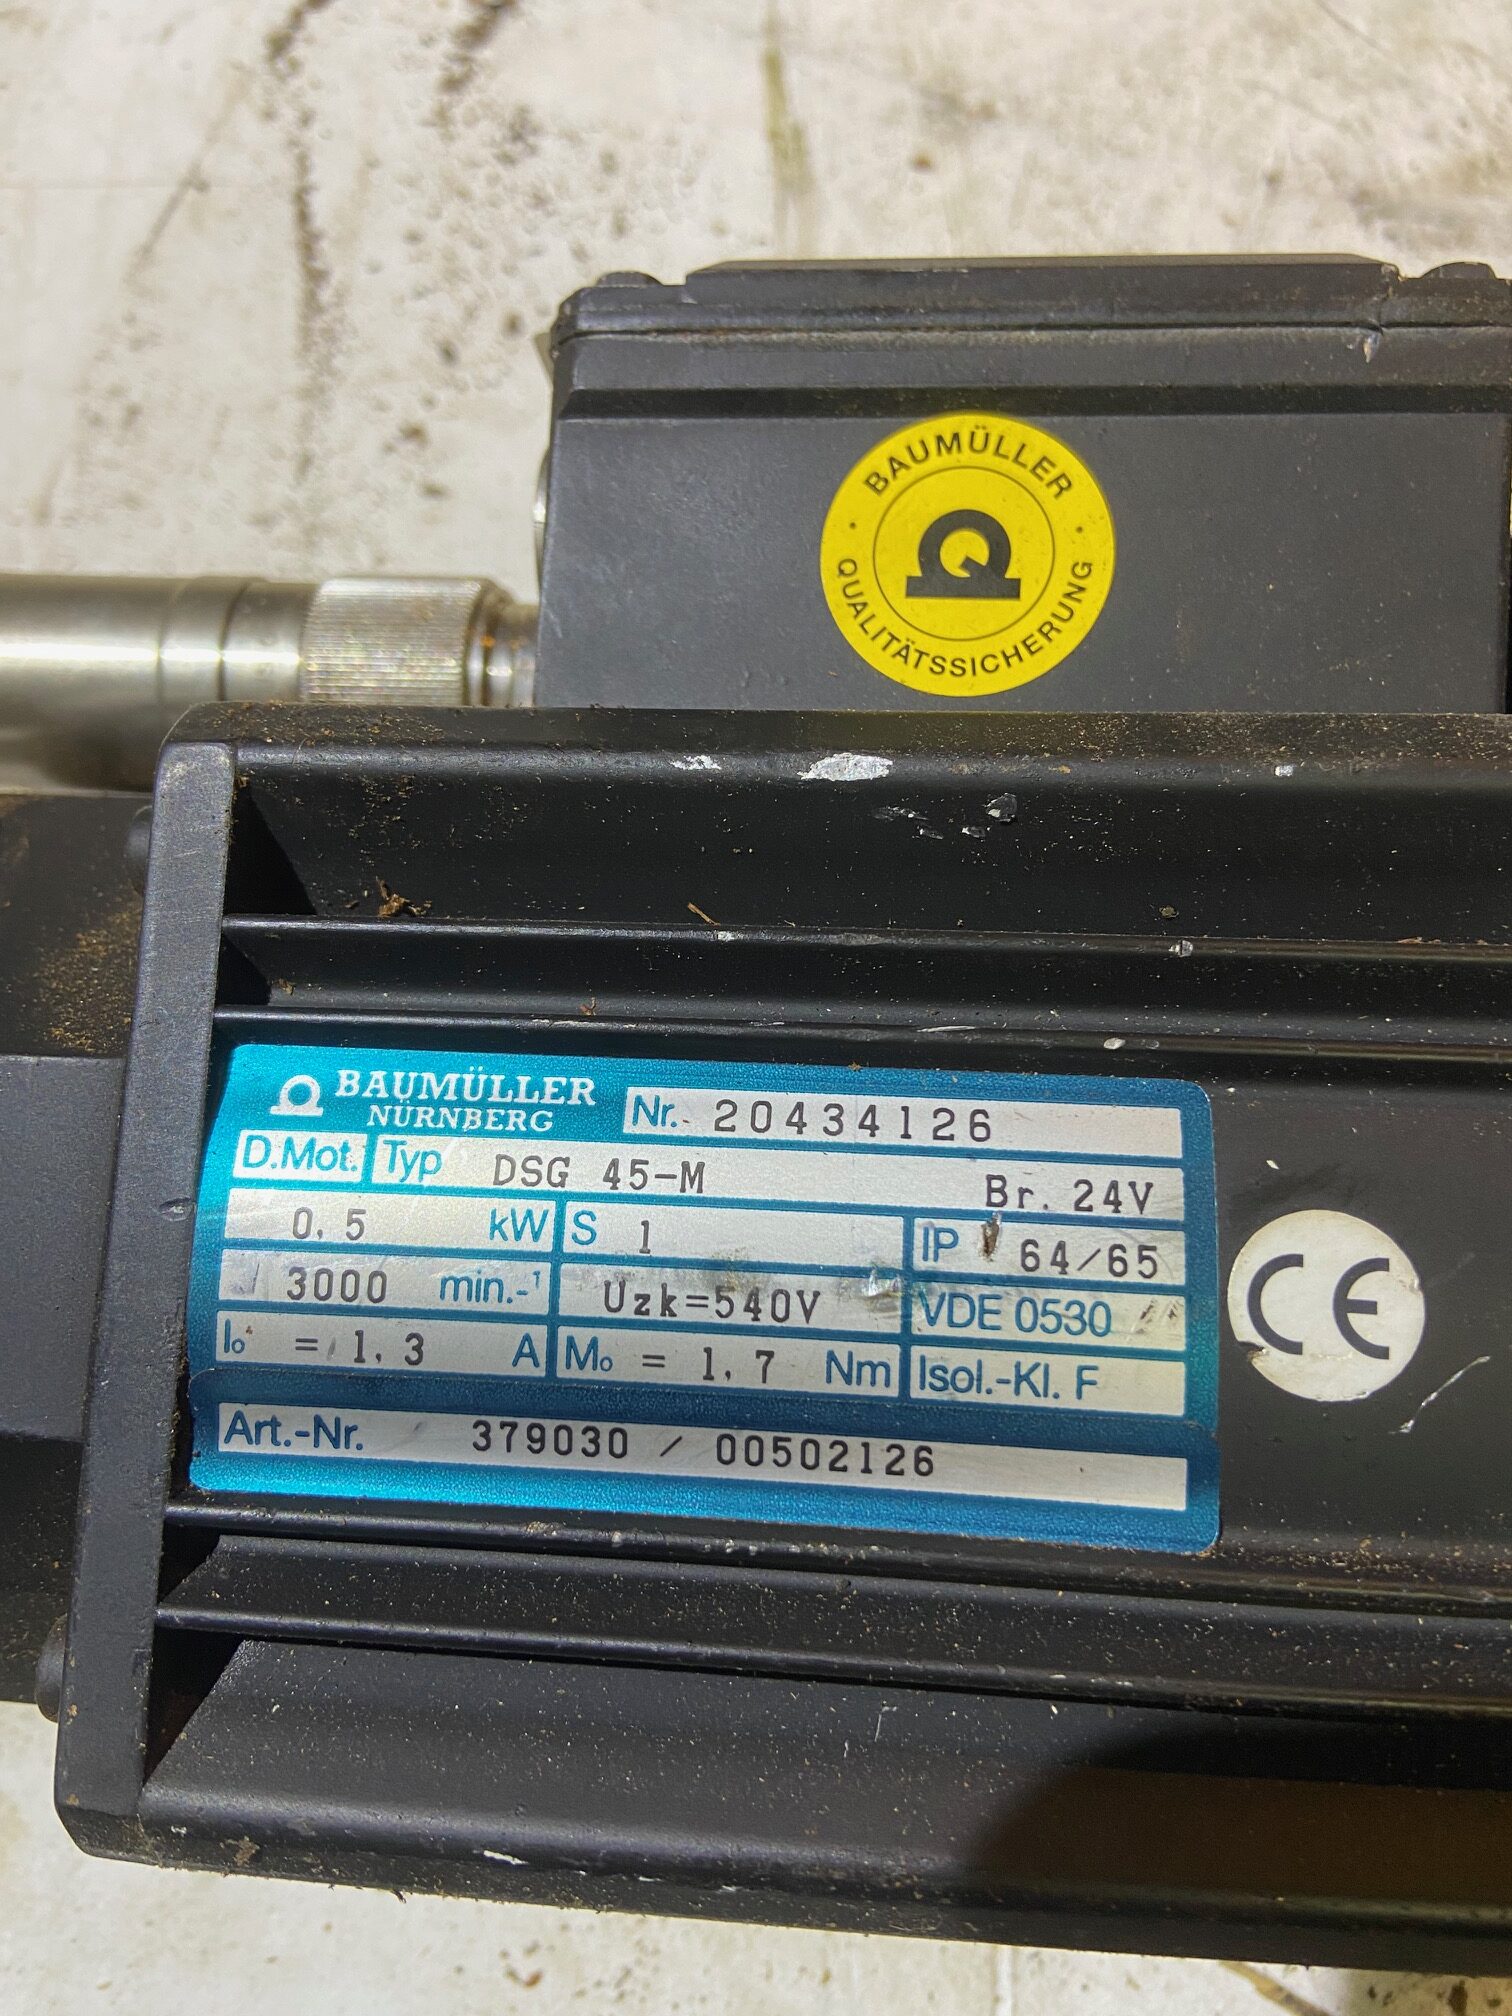 BAUMÜLLER
QUALITÄTSSICHERUNG
BAUMÜLLER
NÜRNBERG
Nr. 20434126
D.Mot. Typ DSG 45-M Br. 24V
0,5 kW S 1 IP 64/65
3000 min.-¹ Uzk=540V VDE 0530
I₀ = 1,3 A M₀ = 1,7 Nm Isol.-Kl. F
Art.-Nr. 379030 / 00502126
CE